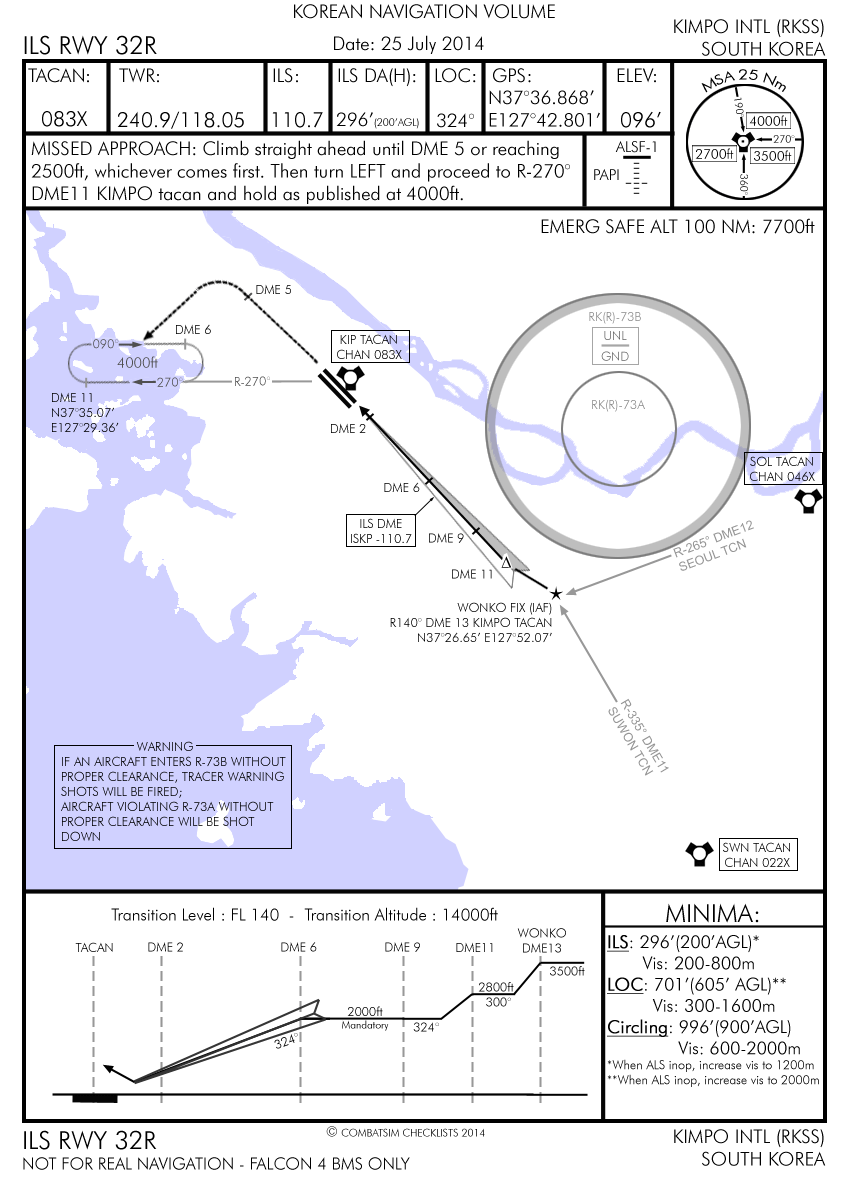 KOREAN NAVIGATION VOLUME
ILS RWY 32R
Date: 25 July 2014
KIMPO INTL (RKSS)
SOUTH KOREA
TACAN:
083X
TWR:
240.9/118.05
ILS:
110.7
ILS DA(H):
296’(200’AGL)
LOC:
324°
GPS:
N37°36.868’
E127°42.801’
ELEV:
096’
MSA 25 Nm
190°
4000ft
270°
2700ft
3500ft
360°
MISSED APPROACH: Climb straight ahead until DME 5 or reaching
2500ft, whichever comes first. Then turn LEFT and proceed to R-270°
DME11 KIMPO tacan and hold as published at 4000ft.
ALSF-1
PAPI
EMERG SAFE ALT 100 NM: 7700ft
DME 5
DME 6
090°
4000ft
270°
R-270°
DME 11
N37°35.07’
E127°29.36’
KIP TACAN
CHAN 083X
RK(R)-73B
UNL
GND
RK(R)-73A
DME 2
SOL TACAN
CHAN 046X
DME 6
ILS DME
ISKP -110.7
DME 9
R-265° DME12
SEOUL TCN
DME 11
WONKO FIX (IAF)
R140° DME 13 KIMPO TACAN
N37°26.65’ E127°52.07’
R-335° DME11
SUWON TCN
WARNING
IF AN AIRCRAFT ENTERS R-73B WITHOUT
PROPER CLEARANCE, TRACER WARNING
SHOTS WILL BE FIRED;
AIRCRAFT VIOLATING R-73A WITHOUT
PROPER CLEARANCE WILL BE SHOT
DOWN
SWN TACAN
CHAN 022X
Transition Level : FL 140 - Transition Altitude : 14000ft
TACAN
DME 2
DME 6
DME 9
DME11
WONKO
DME13
3500ft
2800ft
300°
2000ft
Mandatory
324°
324°
MINIMA:
ILS: 296’(200’AGL)*
Vis: 200-800m
LOC: 701’(605’ AGL)**
Vis: 300-1600m
Circling: 996’(900’AGL)
Vis: 600-2000m
*When ALS inop, increase vis to 1200m
**When ALS inop, increase vis to 2000m
ILS RWY 32R
NOT FOR REAL NAVIGATION - FALCON 4 BMS ONLY
© COMBATSIM CHECKLISTS 2014
KIMPO INTL (RKSS)
SOUTH KOREA